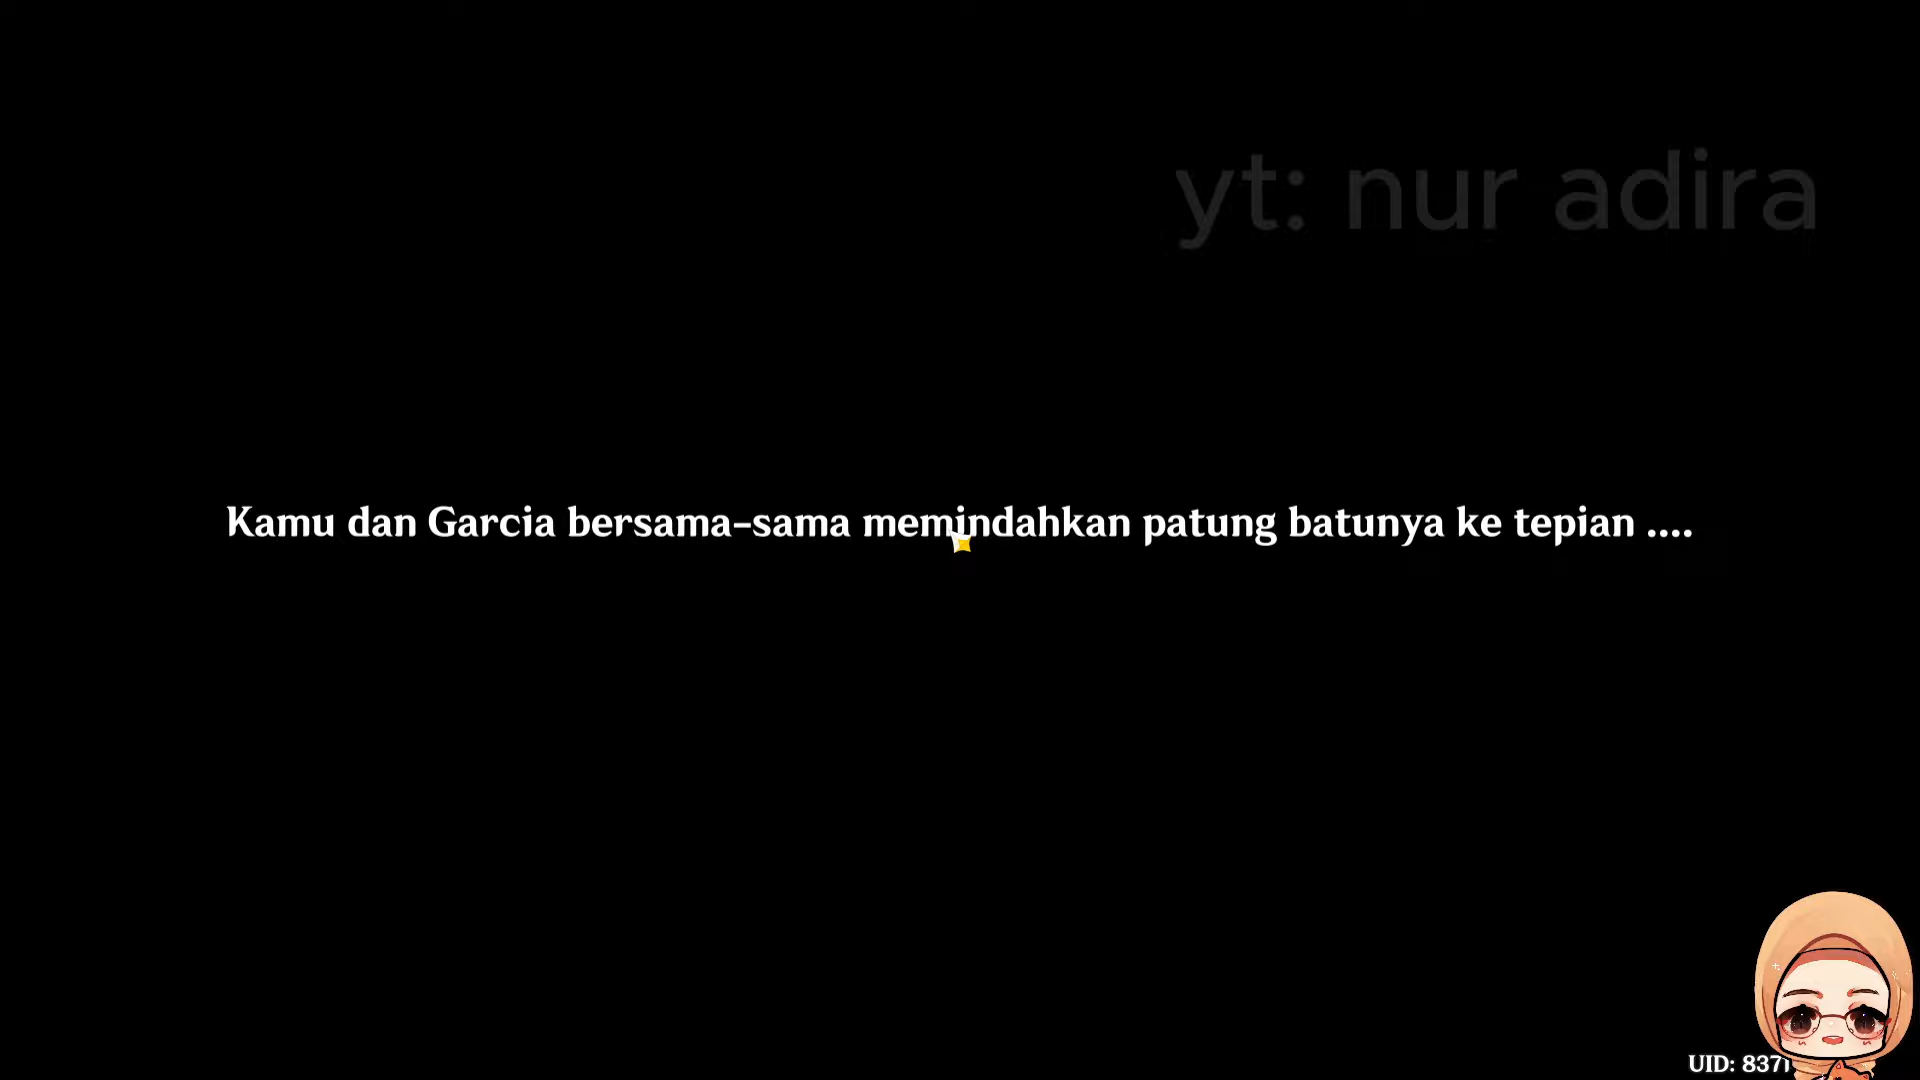 yt: nur adira
Kamu dan Garcia bersama-sama memindahkan patung batunya ke tepian ....
UID: 837